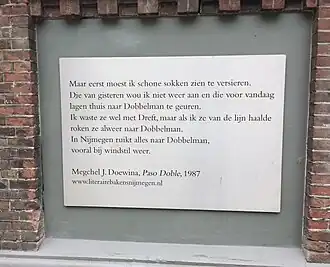 Maar eerst moest ik schone sokken zien te versieren.
Die van gisteren wou ik niet weer aan en die voor vandaag
lagen thuis naar Dobbelman te geuren.
Ik waste ze wel met Dreft, maar als ik ze van de lijn haalde
roken ze alweer naar Dobbelman.
In Nijmegen ruikt alles naar Dobbelman,
vooral bij windstil weer.
Megchel J. Doewina, Paso Doble, 1987
www.literairebakensnijmegen.nl